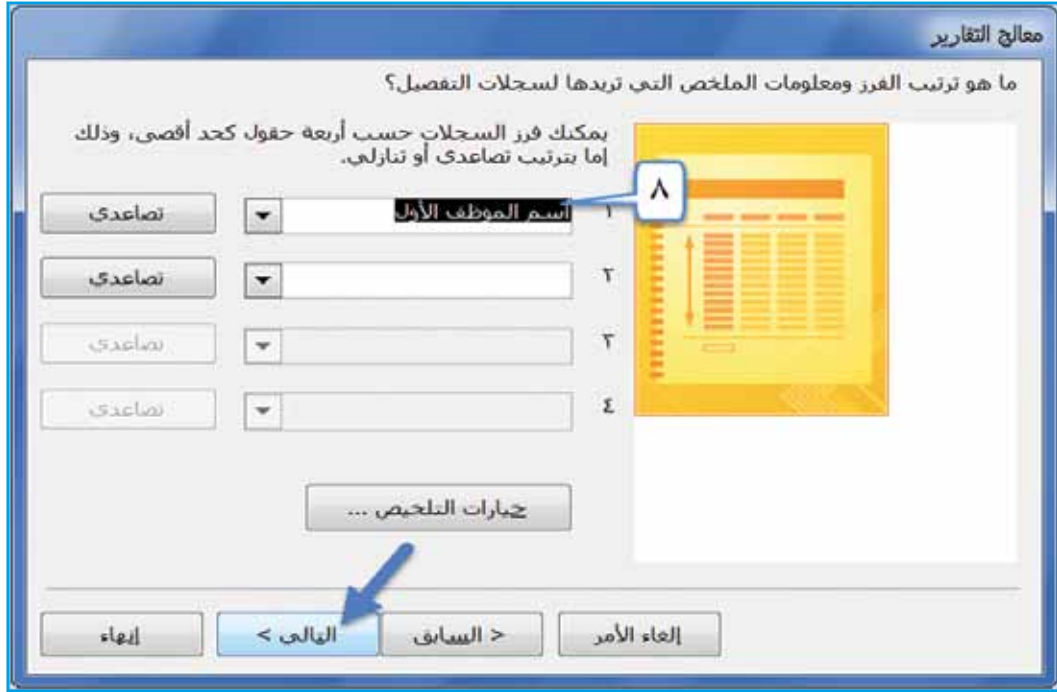 معالج التقارير
ما هو ترتيب الفرز ومعلومات الملخص التي تريدها لسجلات التفصيل؟
يمكنك فرز السجلات حسب أربعة حقول كحد أقصى، وذلك
إما بترتيب تصاعدي أو تنازلي.
٨
١ اسم الموظف الأول تصاعدي
٢ تصاعدي
٣ تصاعدي
٤ تصاعدي
خيارات التلخيص ...
إلغاء الأمر < السابق التالي > إنهاء